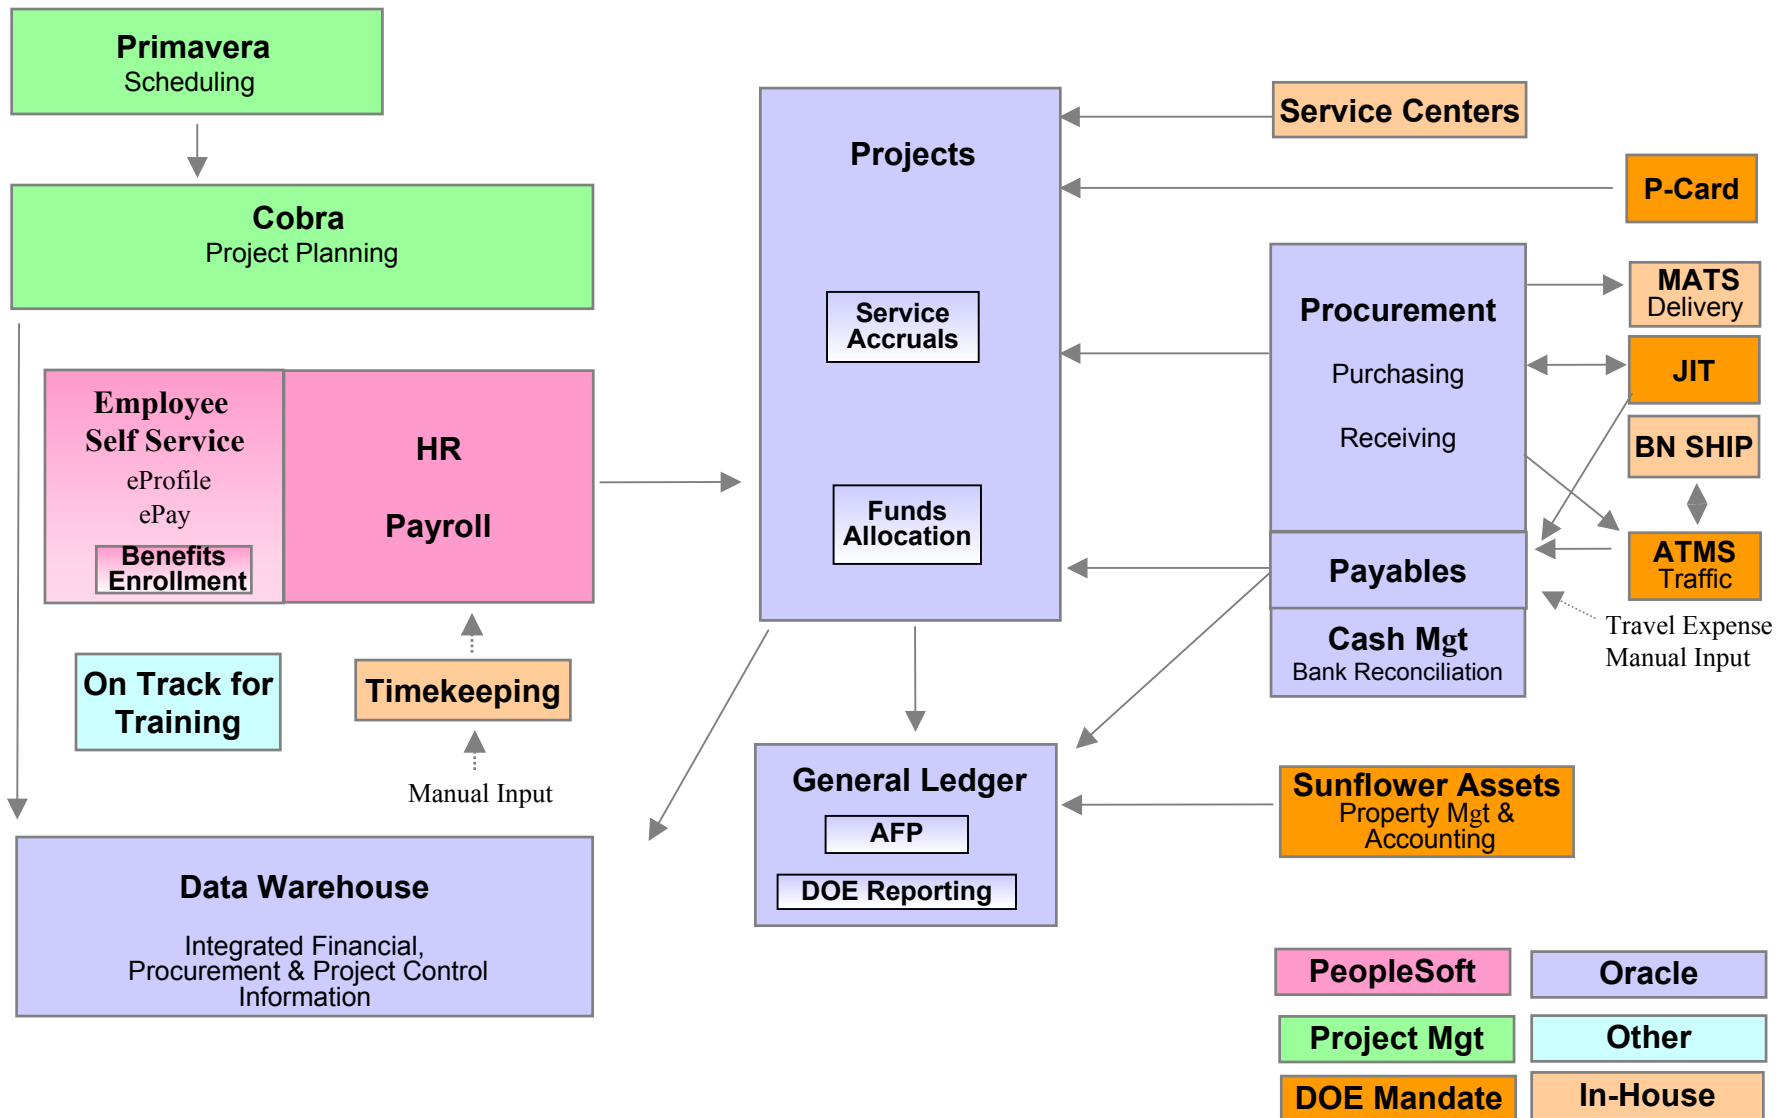 Primavera
Scheduling
Cobra
Project Planning
Employee
Self Service
eProfile
ePay
Benefits
Enrollment
HR
Payroll
On Track for
Training
Timekeeping
Manual Input
Data Warehouse
Integrated Financial,
Procurement & Project Control
Information
Projects
Service
Accruals
Funds
Allocation
General Ledger
AFP
DOE Reporting
Service Centers
P-Card
Procurement
Purchasing
Receiving
Payables
Cash Mgt
Bank Reconciliation
MATS
Delivery
JIT
BN SHIP
ATMS
Traffic
Travel Expense
Manual Input
Sunflower Assets
Property Mgt &
Accounting
PeopleSoft
Oracle
Project Mgt
Other
DOE Mandate
In-House